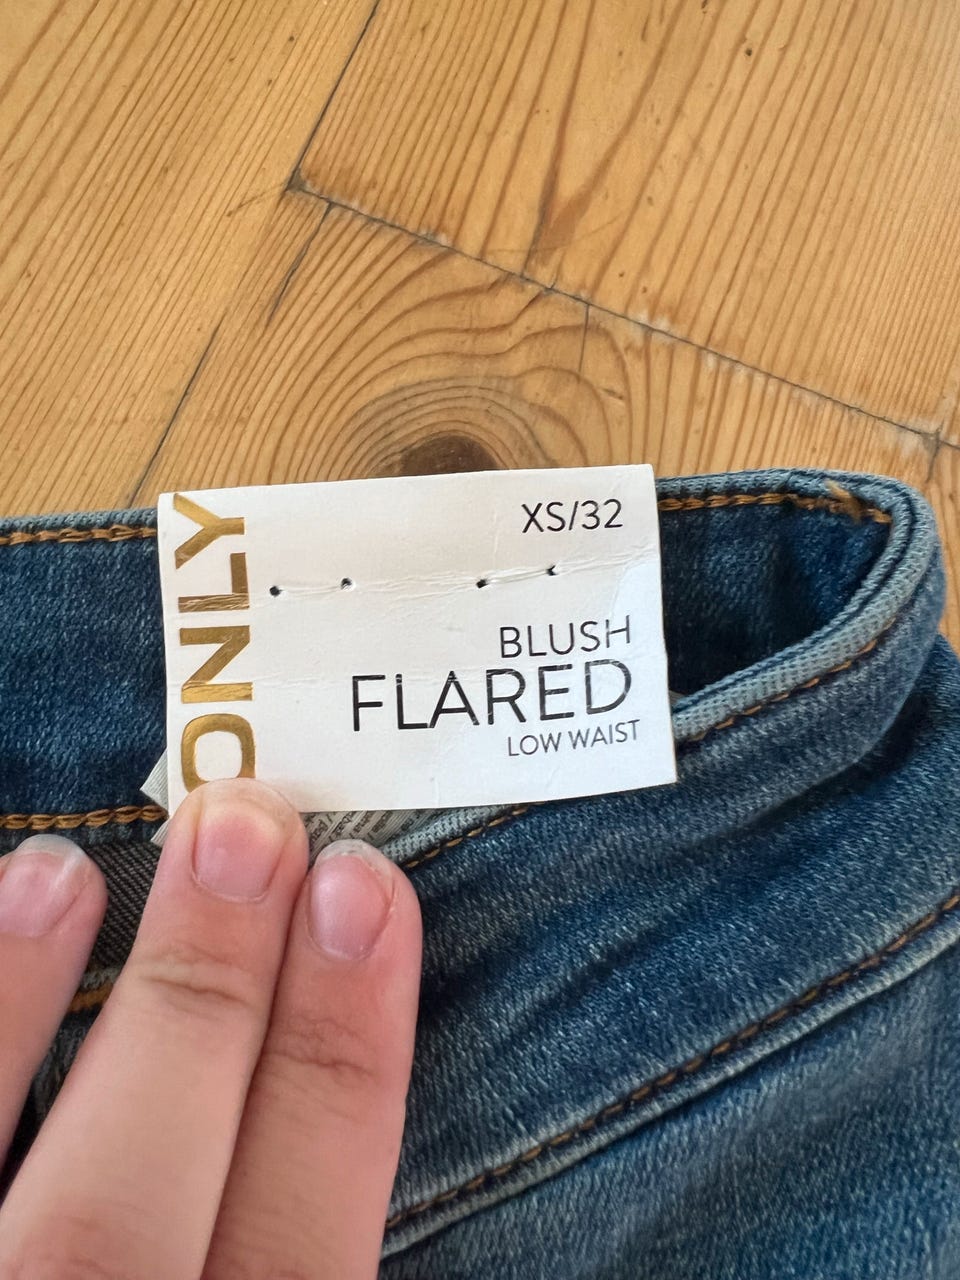 ONLY
XS/32
BLUSH
FLARED
LOW WAIST